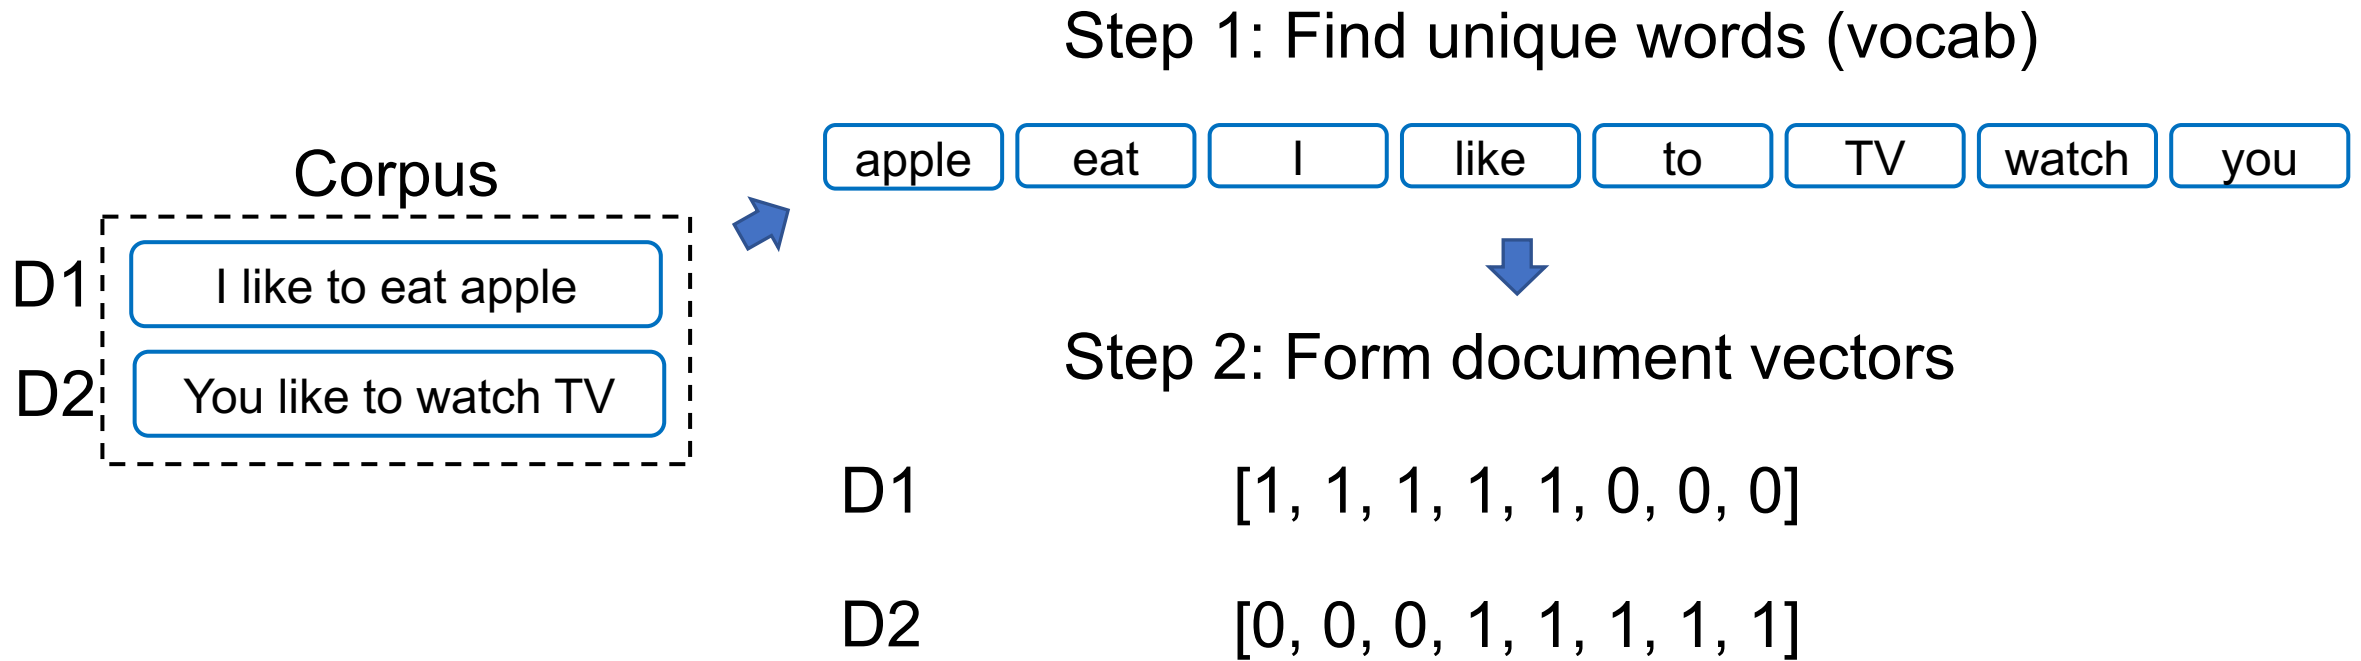 Corpus
D1
I like to eat apple
D2
You like to watch TV
Step 1: Find unique words (vocab)
apple eat I like to TV watch you
Step 2: Form document vectors
D1 [1, 1, 1, 1, 1, 0, 0, 0]
D2 [0, 0, 0, 1, 1, 1, 1, 1]